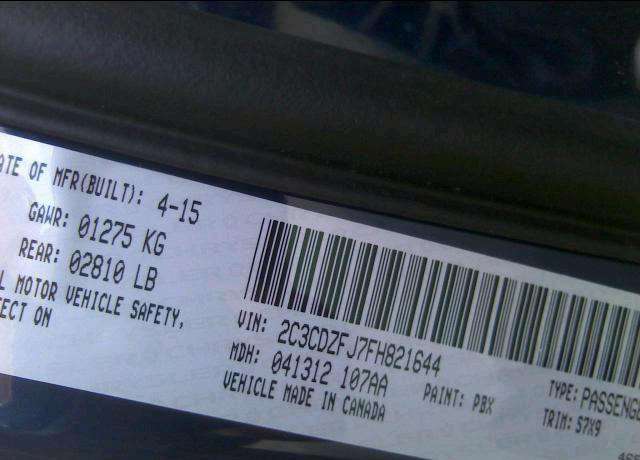 ATE OF MFR(BUILT): 4-15
GAWR: 01275 KG
REAR: 02810 LB
L MOTOR VEHICLE SAFETY,
ECT ON
VIN: 2C3CDZFJ7FH821644
MDH: 041312 107AA
PAINT: PBX
VEHICLE MADE IN CANADA
TYPE: PASSENG
TRIM: S7X9